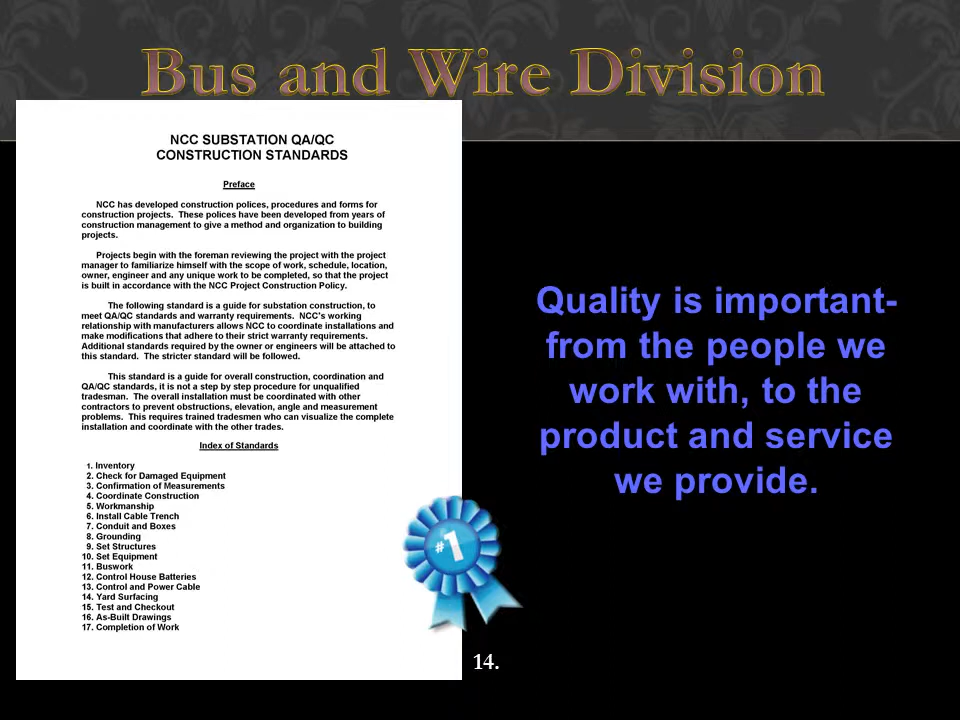 Bus and Wire Division
NCC SUBSTATION QA/QC
CONSTRUCTION STANDARDS
Preface
NCC has developed construction polices, procedures and forms for
construction projects.  These polices have been developed from years of
construction management to give a method and organization to building
projects.
Projects begin with the foreman reviewing the project with the project
manager to familiarize himself with the scope of work, schedule, location,
owner, engineer and any unique work to be completed, so that the project
is built in accordance with the NCC Project Construction Policy.
The following standard is a guide for substation construction, to
meet QA/QC standards and warranty requirements.  NCC's working
relationship with manufacturers allows NCC to coordinate installations and
make modifications that adhere to their strict warranty requirements.
Additional standards required by the owner or engineers will be attached to
this standard.  The stricter standard will be followed.
This standard is a guide for overall construction, coordination and
QA/QC standards, it is not a step by step procedure for unqualified
tradesman.  The overall installation must be coordinated with other
contractors to prevent obstructions, elevation, angle and measurement
problems.  This requires trained tradesmen who can visualize the complete
installation and coordinate with the other trades.
Index of Standards
1. Inventory
2. Check for Damaged Equipment
3. Confirmation of Measurements
4. Coordinate Construction
5. Workmanship
6. Install Cable Trench
7. Conduit and Boxes
8. Grounding
9. Set Structures
10. Set Equipment
11. Buswork
12. Control House Batteries
13. Control and Power Cable
14. Yard Surfacing
15. Test and Checkout
16. As-Built Drawings
17. Completion of Work
#1
Quality is important-
from the people we
work with, to the
product and service
we provide.
14.